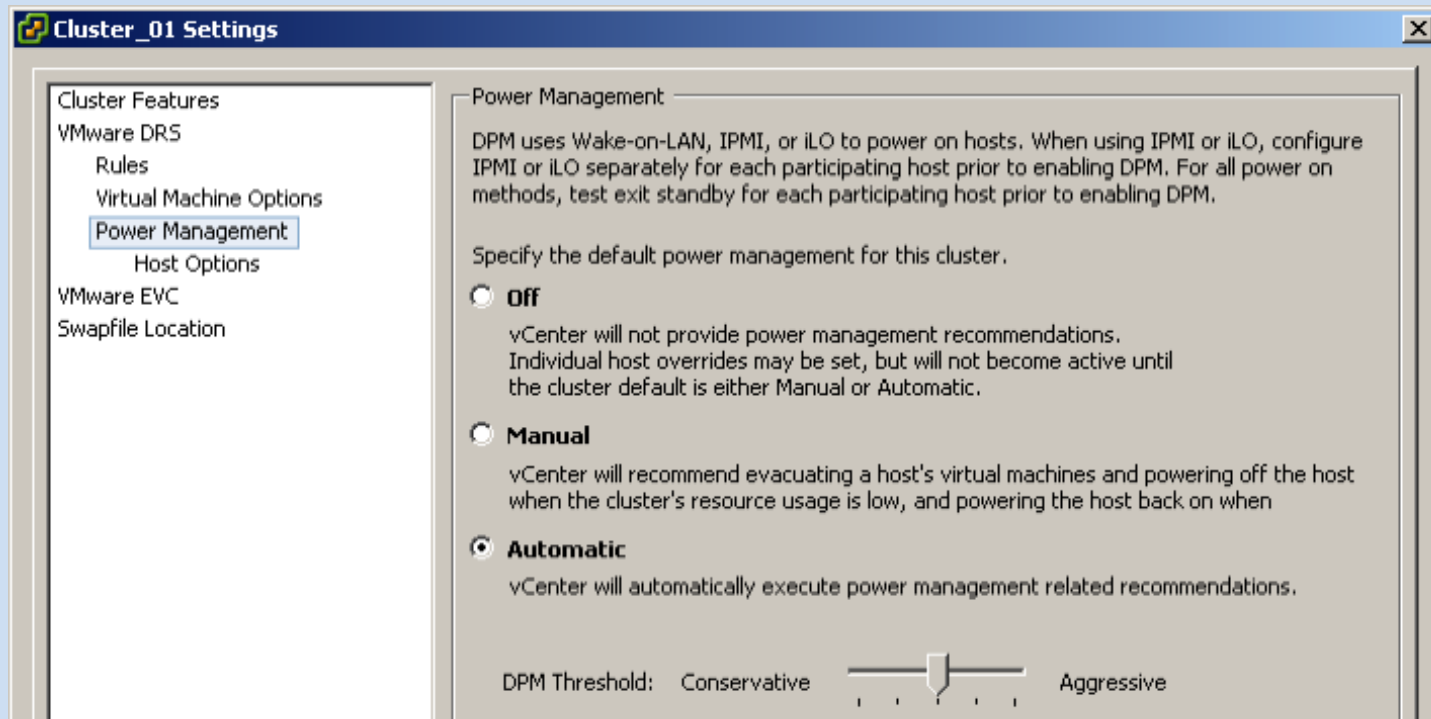 Cluster_01 Settings
Cluster Features
VMware DRS
Rules
Virtual Machine Options
Power Management
Host Options
VMware EVC
Swapfile Location
Power Management
DPM uses Wake-on-LAN, IPMI, or iLO to power on hosts. When using IPMI or iLO, configure
IPMI or iLO separately for each participating host prior to enabling DPM. For all power on
methods, test exit standby for each participating host prior to enabling DPM.
Specify the default power management for this cluster.
Off
vCenter will not provide power management recommendations.
Individual host overrides may be set, but will not become active until
the cluster default is either Manual or Automatic.
Manual
vCenter will recommend evacuating a host's virtual machines and powering off the host
when the cluster's resource usage is low, and powering the host back on when
Automatic
vCenter will automatically execute power management related recommendations.
DPM Threshold: Conservative Aggressive